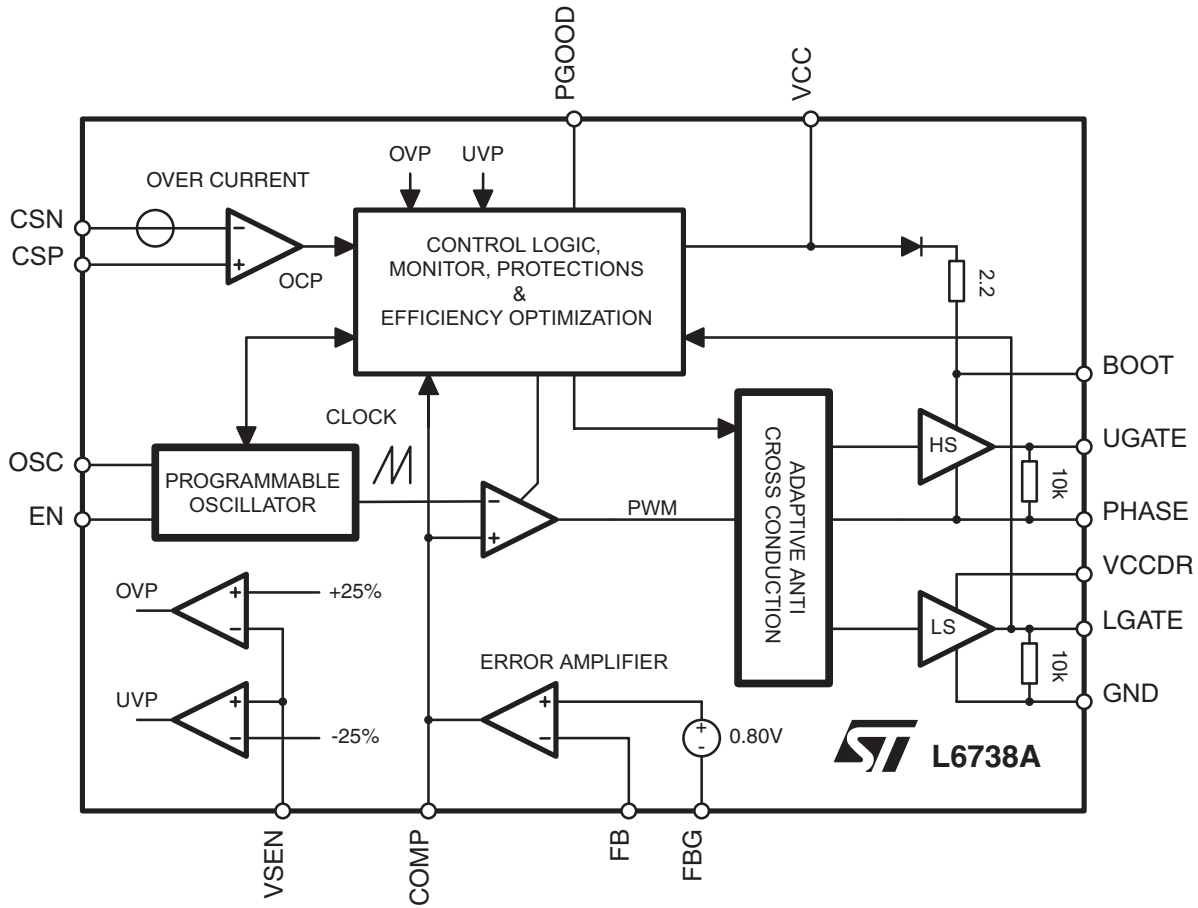 PGOOD
VCC
OVP
UVP
OVER CURRENT
CSN
CSP
−
+
OCP
CONTROL LOGIC,
MONITOR, PROTECTIONS
&
EFFICIENCY OPTIMIZATION
2.2
BOOT
CLOCK
OSC
EN
PROGRAMMABLE
OSCILLATOR
−
+
PWM
ADAPTIVE ANTI
CROSS CONDUCTION
HS
UGATE
10k
PHASE
VCCDR
LS
LGATE
10k
GND
OVP
+
−
+25%
UVP
+
−
-25%
ERROR AMPLIFIER
+
−
+
-
0.80V
ST
L6738A
VSEN
COMP
FB
FBG